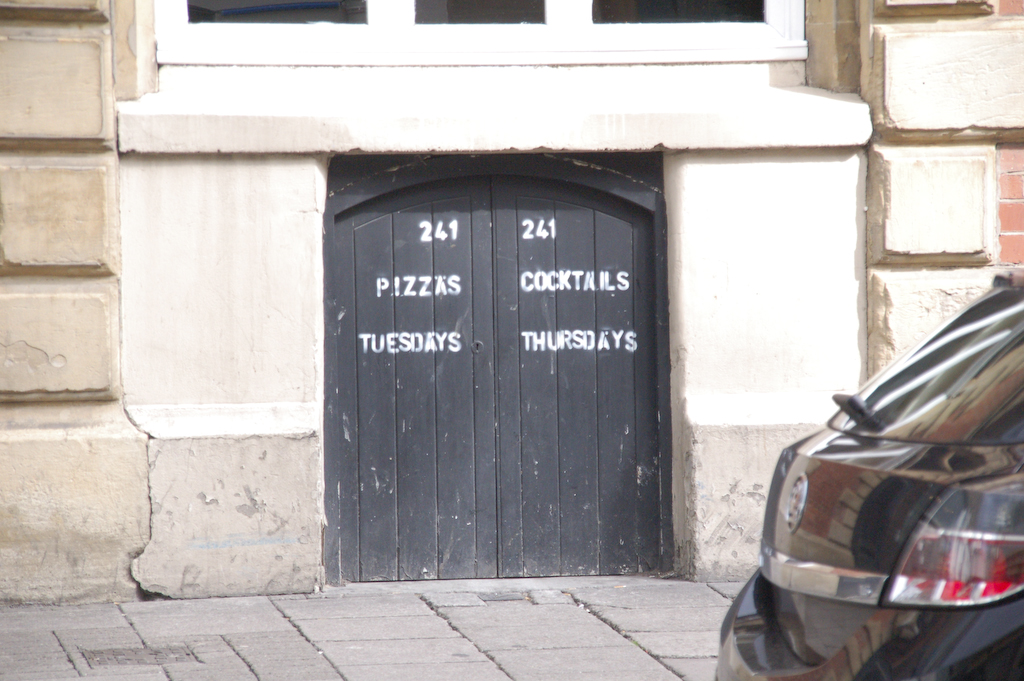 241
PIZZAS
TUESDAYS
241
COCKTAILS
THURSDAYS